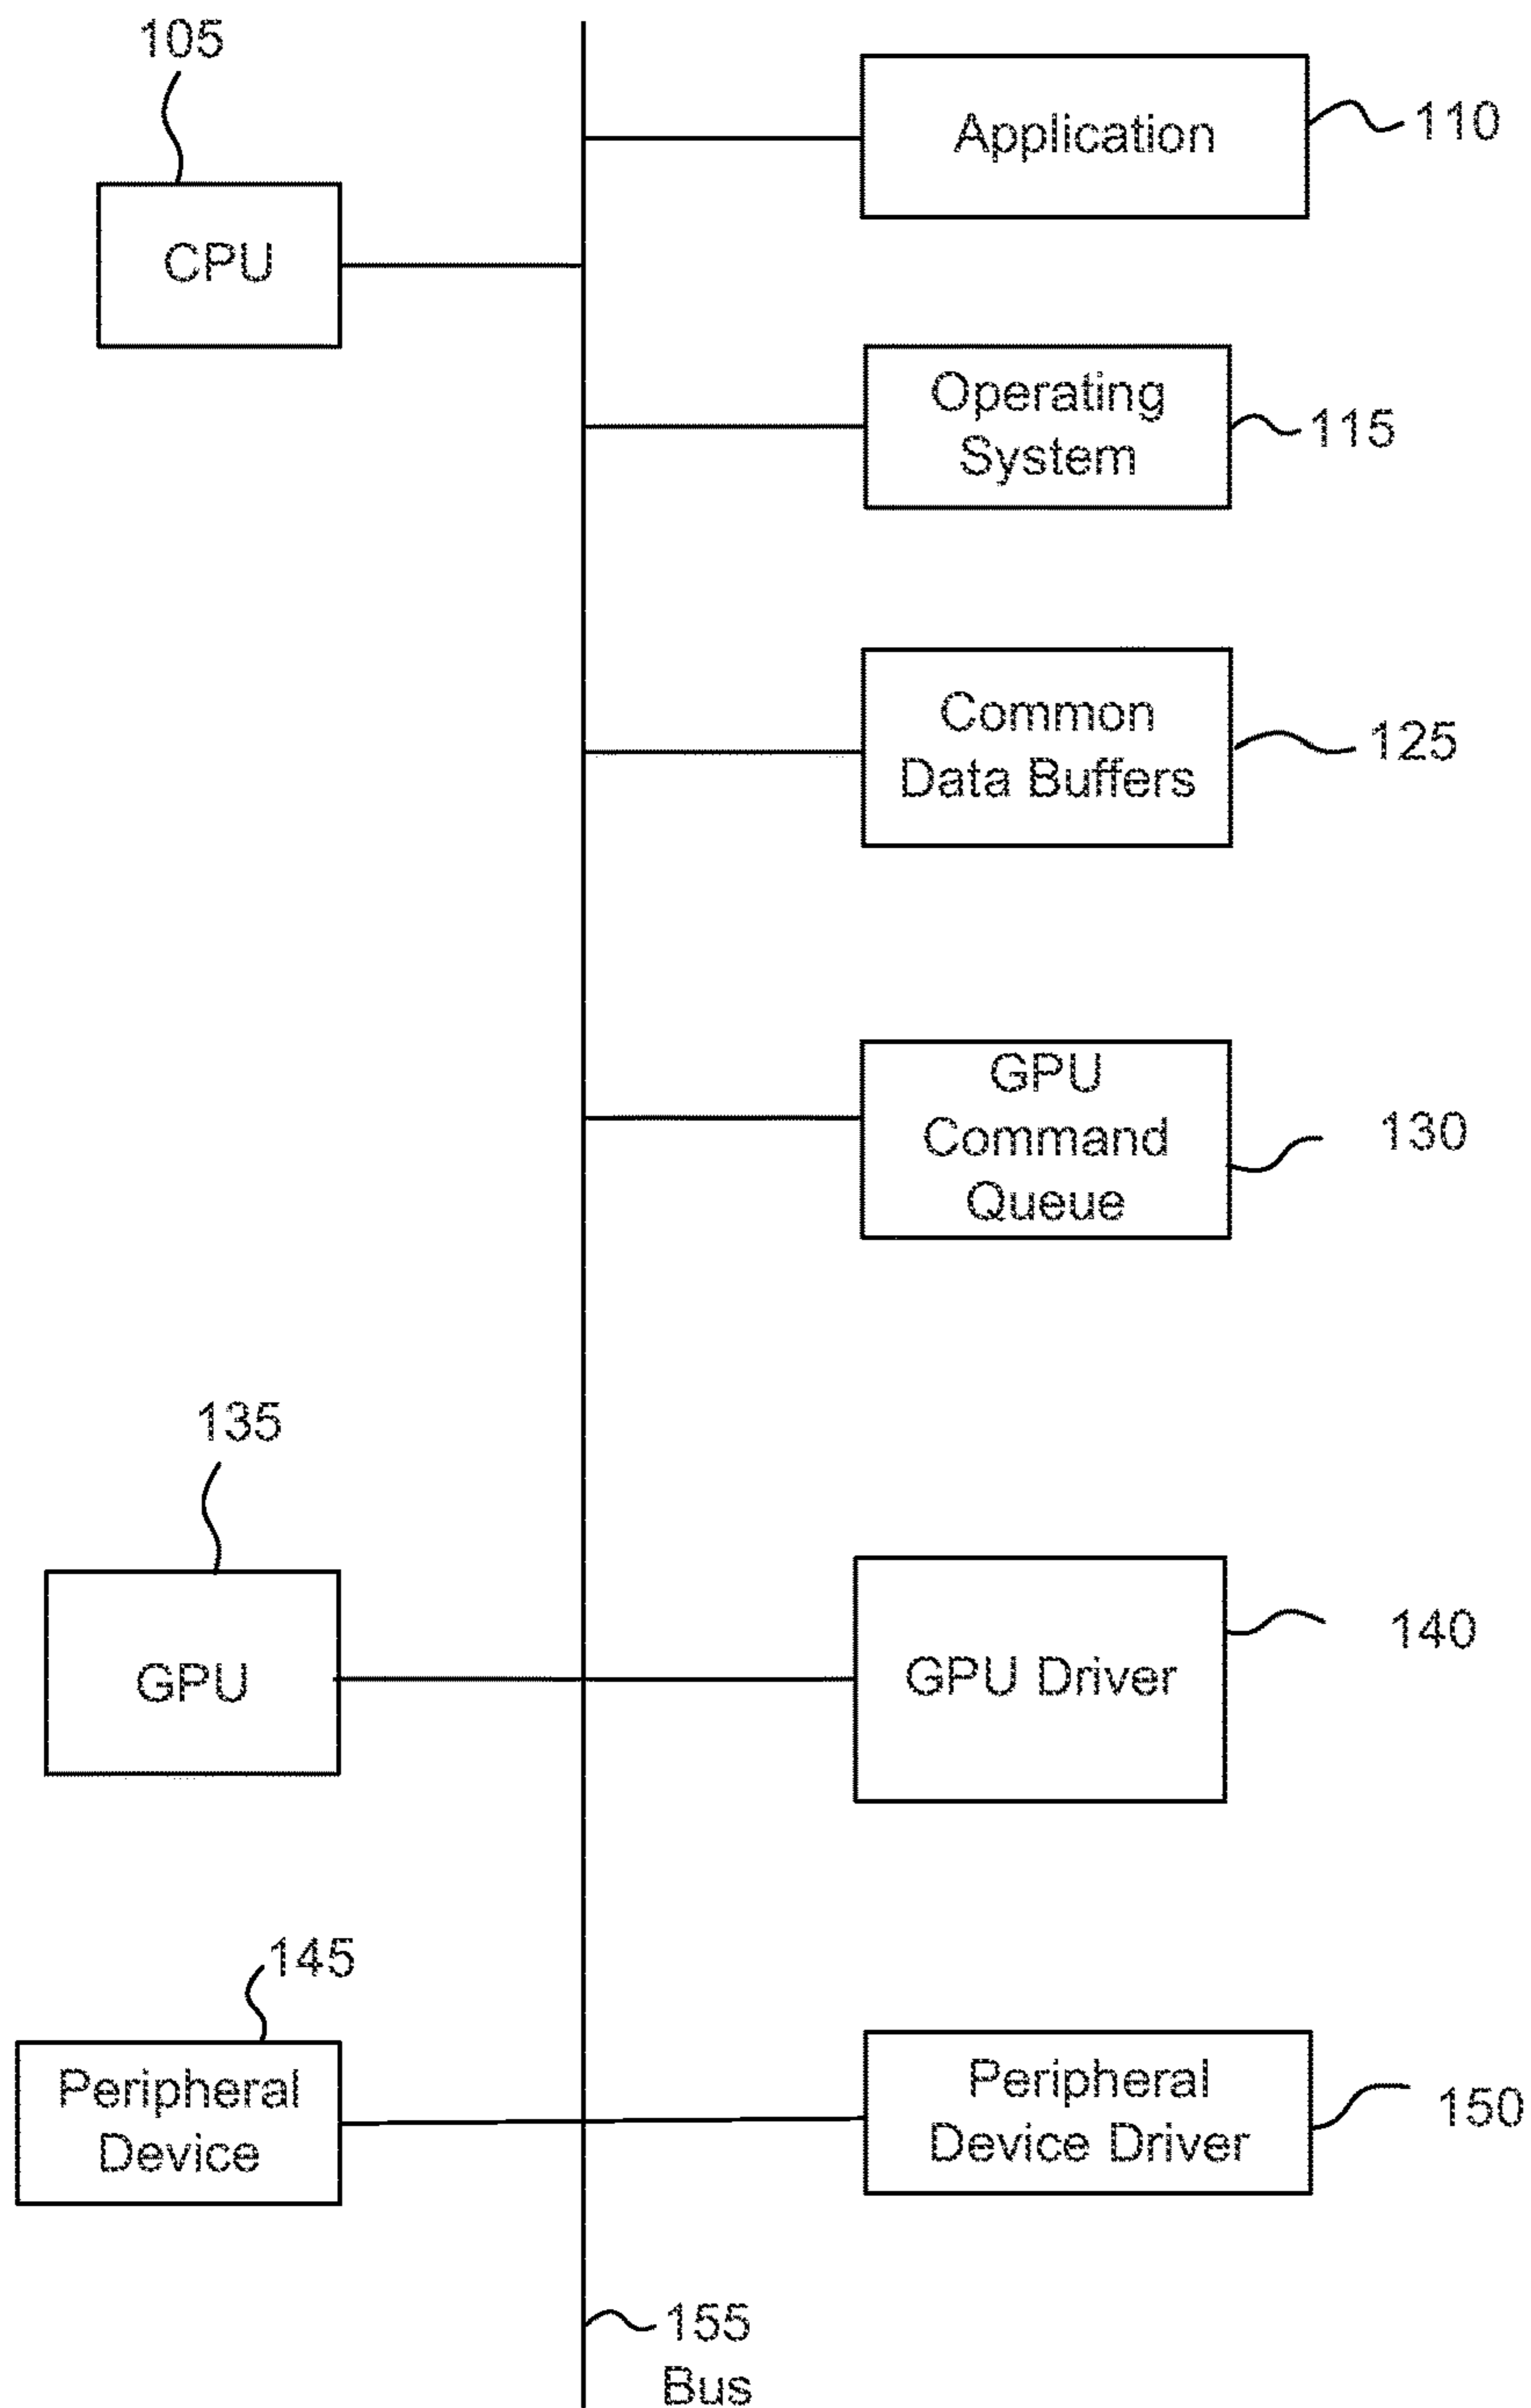 105
Application
110
CPU
Operating
System
115
Common
Data Buffers
125
GPU
Command
Queue
130
135
GPU
GPU Driver
140
145
Peripheral
Device
Peripheral
Device Driver
150
155
Bus